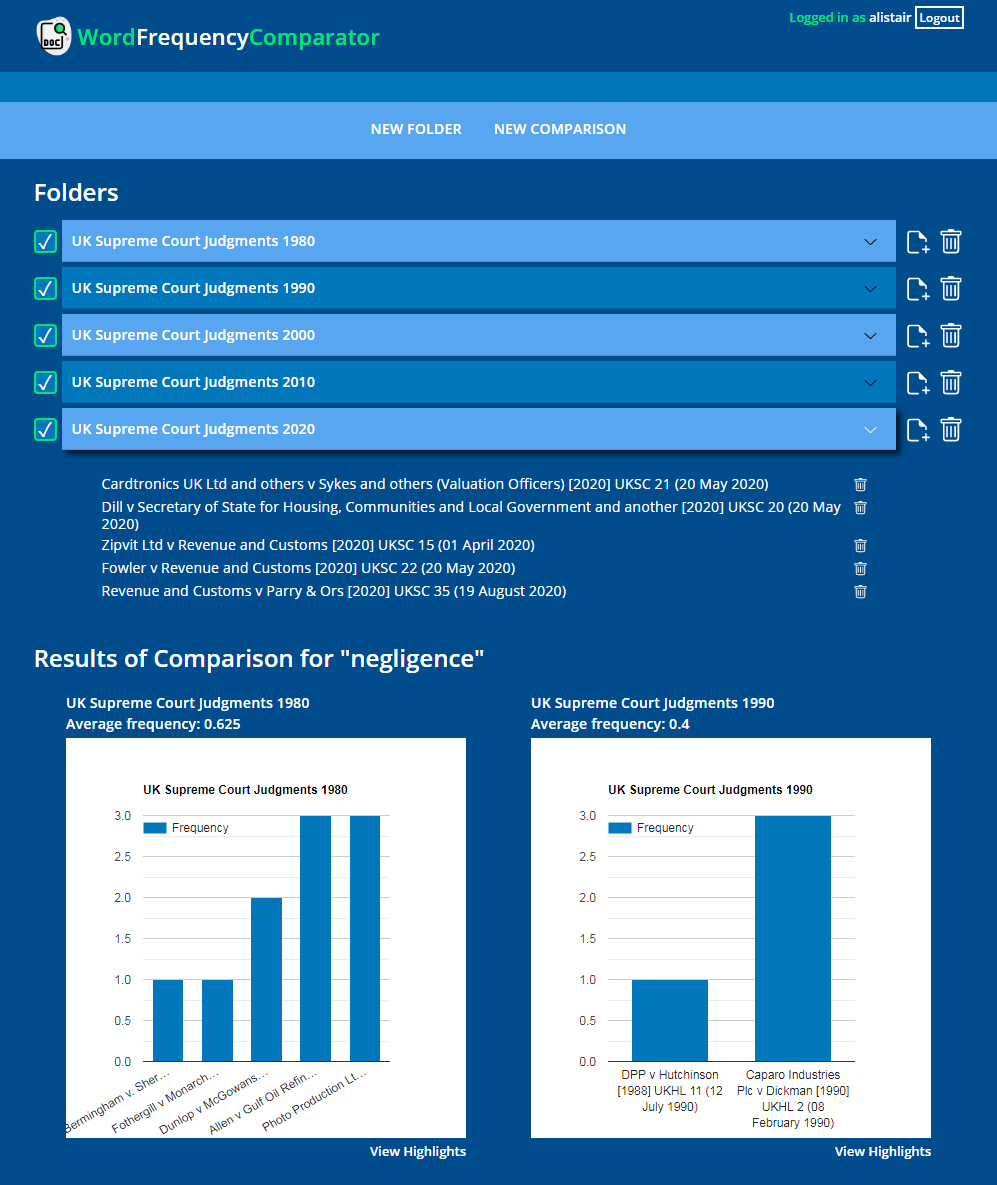 DOC
WordFrequencyComparator
Logged in as alistair Logout
NEW FOLDER NEW COMPARISON
Folders
UK Supreme Court Judgments 1980
UK Supreme Court Judgments 1990
UK Supreme Court Judgments 2000
UK Supreme Court Judgments 2010
UK Supreme Court Judgments 2020
Cardtronics UK Ltd and others v Sykes and others (Valuation Officers) [2020] UKSC 21 (20 May 2020)
Dill v Secretary of State for Housing, Communities and Local Government and another [2020] UKSC 20 (20 May
2020)
Zipvit Ltd v Revenue and Customs [2020] UKSC 15 (01 April 2020)
Fowler v Revenue and Customs [2020] UKSC 22 (20 May 2020)
Revenue and Customs v Parry & Ors [2020] UKSC 35 (19 August 2020)
Results of Comparison for "negligence"
UK Supreme Court Judgments 1980
Average frequency: 0.625
UK Supreme Court Judgments 1980
Frequency
3.0
2.5
2.0
1.5
1.0
0.5
0.0
Bermingham v. Sher...
Fothergill v Monarch...
Dunlop v McGowans...
Allen v Gulf Oil Refin...
Photo Production Lt...
View Highlights
UK Supreme Court Judgments 1990
Average frequency: 0.4
UK Supreme Court Judgments 1990
Frequency
3.0
2.5
2.0
1.5
1.0
0.5
0.0
DPP v Hutchinson
[1988] UKHL 11 (12
July 1990)
Caparo Industries
Plc v Dickman [1990]
UKHL 2 (08
February 1990)
View Highlights